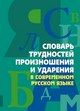 СЛОВАРЬ
ТРУДНОСТЕЙ
ПРОИЗНОШЕНИЯ
И УДАРЕНИЯ
В СОВРЕМЕННОМ
РУССКОМ ЯЗЫКЕ